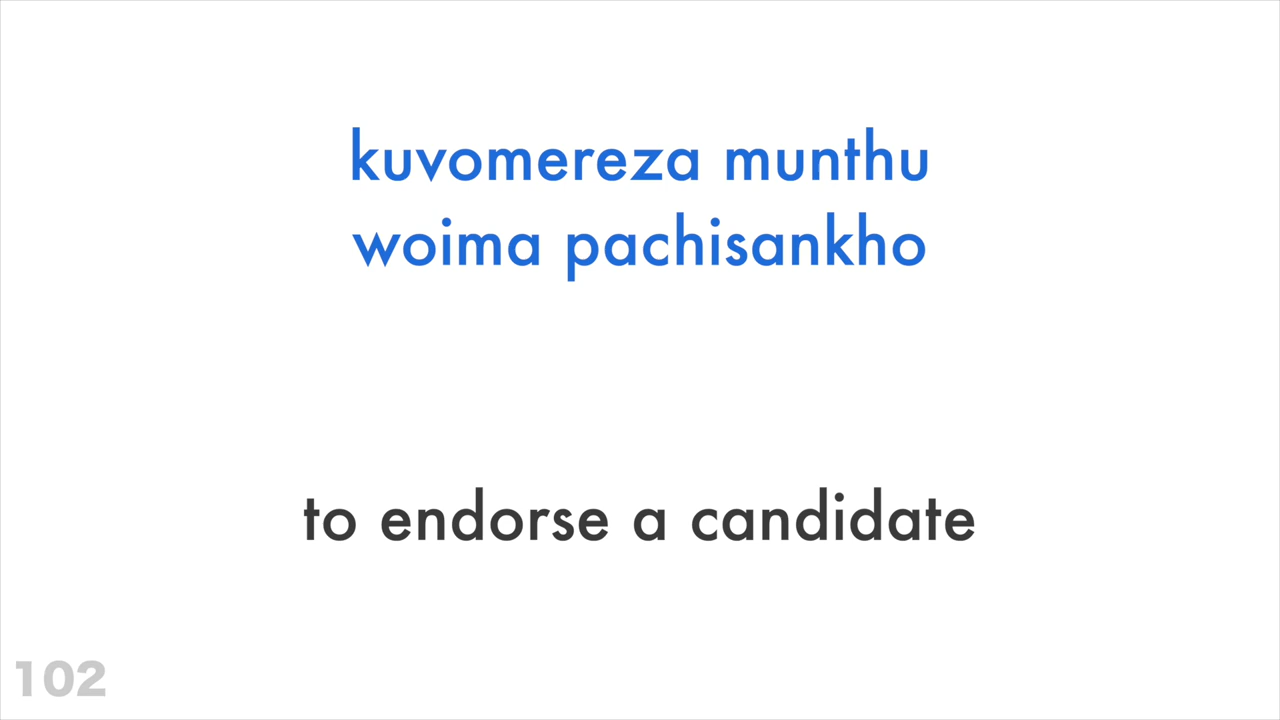 kuvomereza munthu
woima pachisankho
to endorse a candidate
102